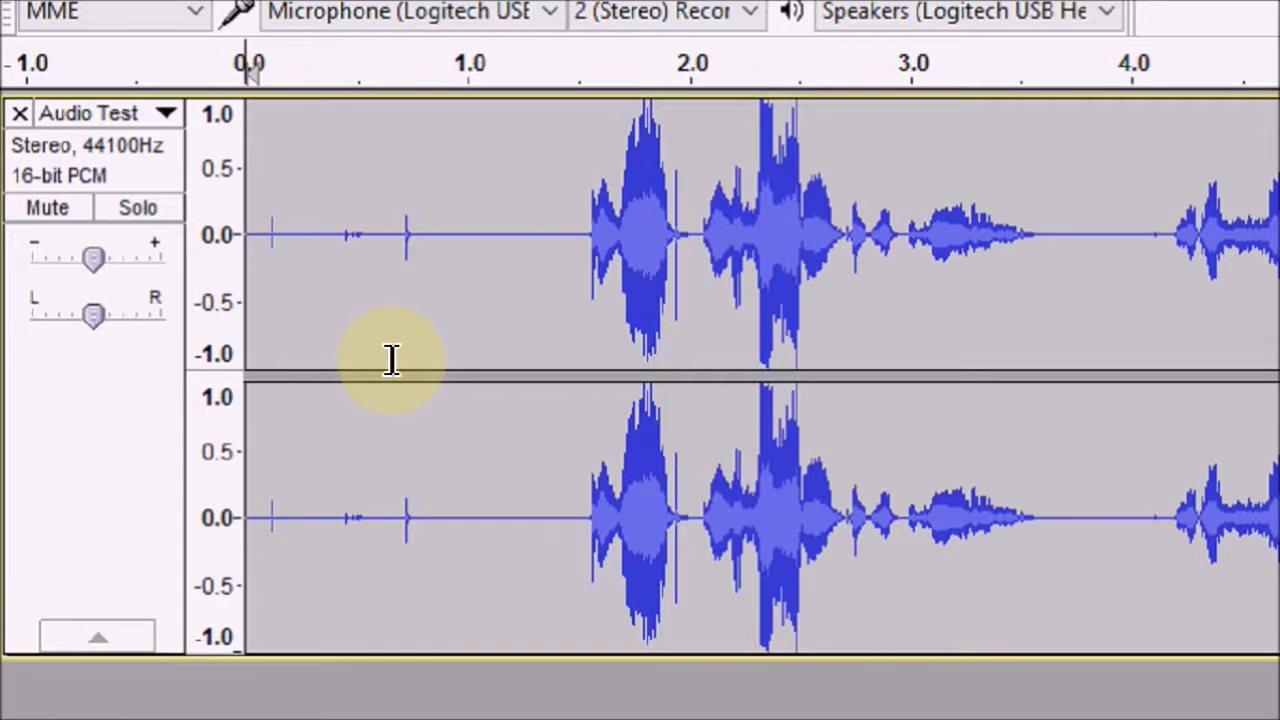 MME Microphone (Logitech USE 2 (Stereo) Recor Speakers (Logitech USB He
- 1.0 0.0 1.0 2.0 3.0 4.0
Audio Test
Stereo, 44100Hz
16-bit PCM
Mute Solo
- +
L R
1.0
0.5
0.0
-0.5
-1.0
1.0
0.5
0.0
-0.5
-1.0